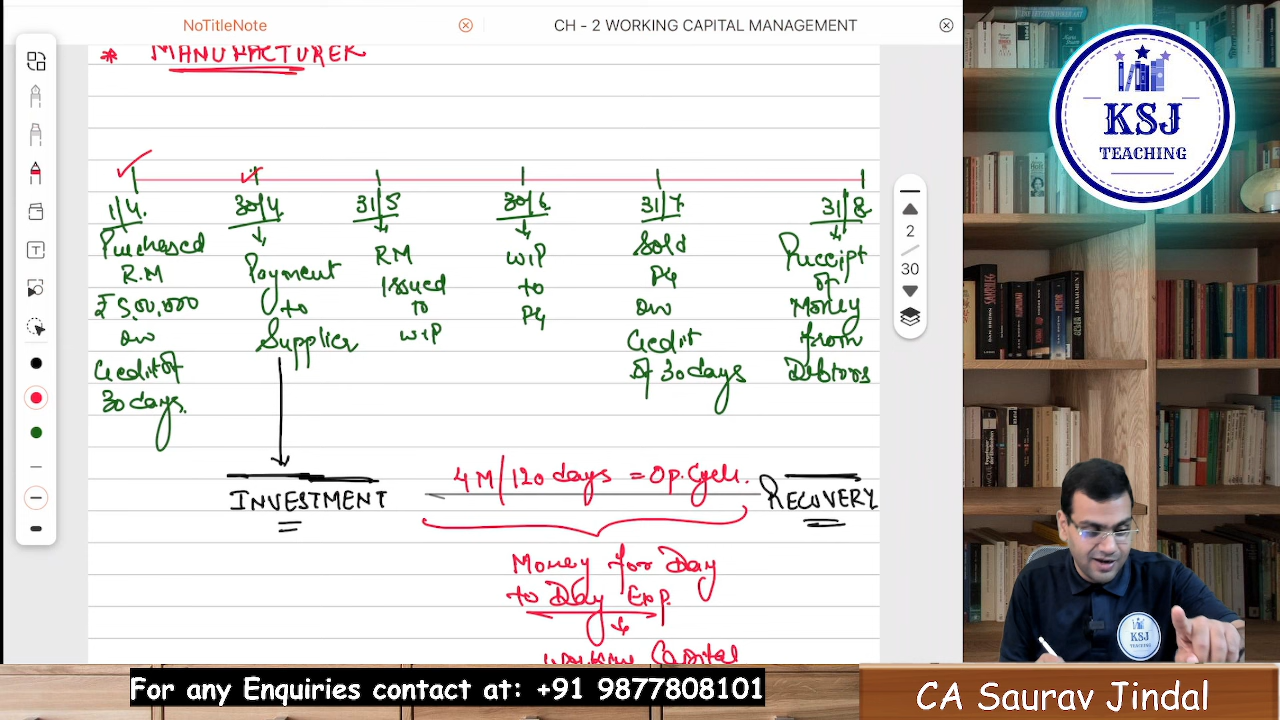 NoTitleNote
CH - 2 WORKING CAPITAL MANAGEMENT
* MANUFACTURER
KSJ
TEACHING
1/4.
Purchased
R.M
₹ 5,00,000
on
Credit of
30 days.
30/4
Payment
to
Supplier
31/5
RM
Issued
to
WIP
30/6
WIP
to
FG
31/7
Sold
FG
on
Credit
of 30 days
31/8
Receipt
of
Money
from
Debtors
2
30
INVESTMENT
4 M/120 days = Op. Cycle.
RECOVERY
Money for Day
to Day Exp.
Working Capital
KSJ
TEACHING
For any Enquiries contact at: +91 9877808101
CA Saurav Jindal